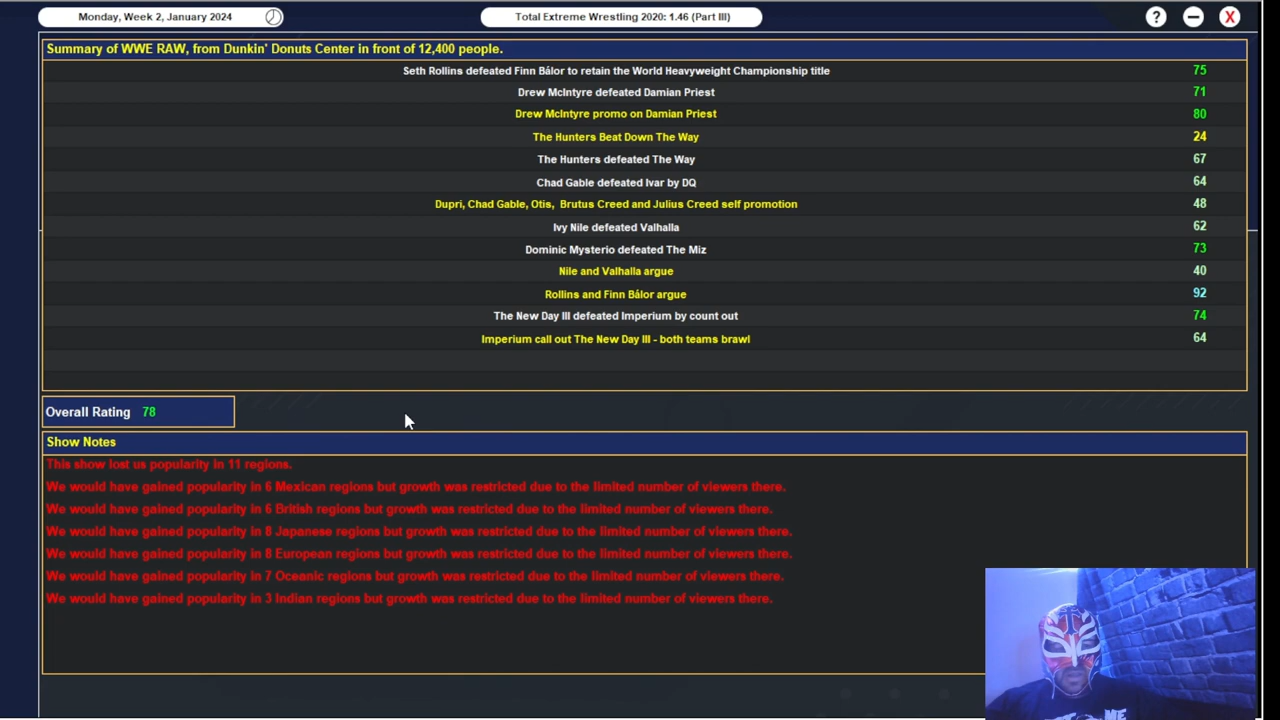 Monday, Week 2, January 2024
Total Extreme Wrestling 2020: 1.46 (Part III)
?
X
Summary of WWE RAW, from Dunkin' Donuts Center in front of 12,400 people.
Seth Rollins defeated Finn Bálor to retain the World Heavyweight Championship title 75
Drew McIntyre defeated Damian Priest 71
Drew McIntyre promo on Damian Priest 80
The Hunters Beat Down The Way 24
The Hunters defeated The Way 67
Chad Gable defeated Ivar by DQ 64
Dupri, Chad Gable, Otis,  Brutus Creed and Julius Creed self promotion 48
Ivy Nile defeated Valhalla 62
Dominic Mysterio defeated The Miz 73
Nile and Valhalla argue 40
Rollins and Finn Bálor argue 92
The New Day III defeated Imperium by count out 74
Imperium call out The New Day III - both teams brawl 64
Overall Rating 78
Show Notes
This show lost us popularity in 11 regions.
We would have gained popularity in 6 Mexican regions but growth was restricted due to the limited number of viewers there.
We would have gained popularity in 6 British regions but growth was restricted due to the limited number of viewers there.
We would have gained popularity in 8 Japanese regions but growth was restricted due to the limited number of viewers there.
We would have gained popularity in 8 European regions but growth was restricted due to the limited number of viewers there.
We would have gained popularity in 7 Oceanic regions but growth was restricted due to the limited number of viewers there.
We would have gained popularity in 3 Indian regions but growth was restricted due to the limited number of viewers there.